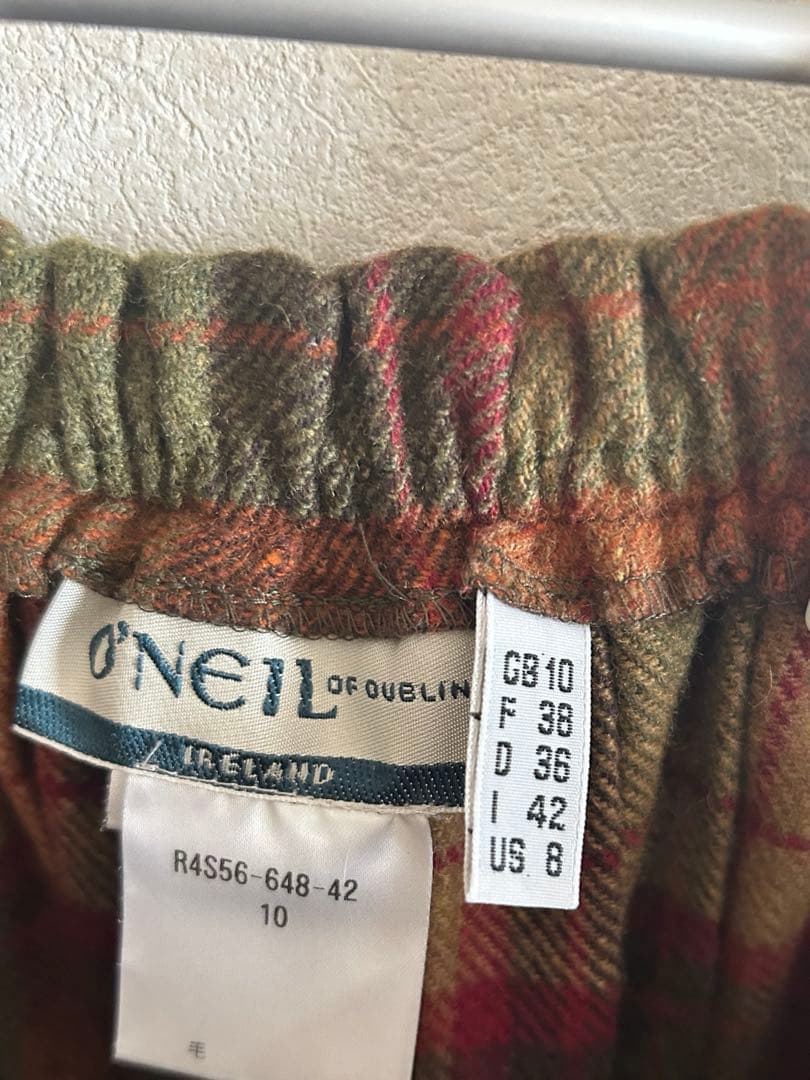 O'NEIL OF DUBLIN
IRELAND
GB 10
F 38
D 36
I 42
US 8
R4S56-648-42
10
毛